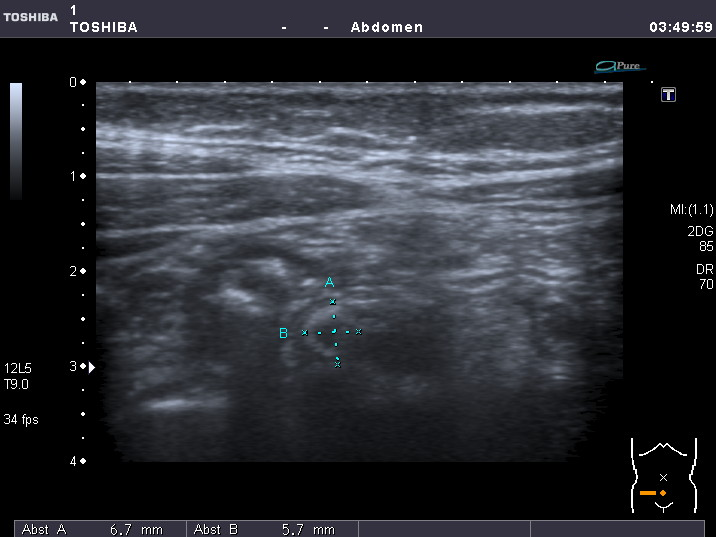 TOSHIBA
1
TOSHIBA - - Abdomen 03:49:59
Pure
T
0
1
2
3
4
A
B
MI:(1.1)
2DG
85
DR
70
12L5
T9.0
34 fps
Abst A 6.7 mm Abst B 5.7 mm